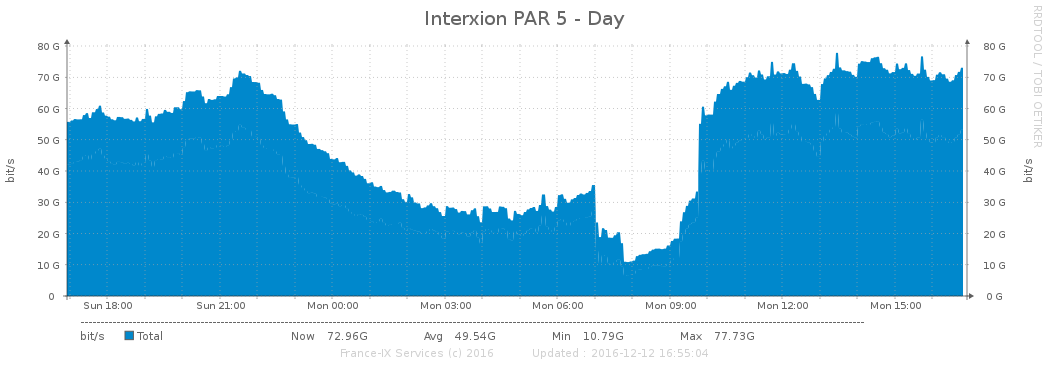 Interxion PAR 5 - Day
RRDTOOL / TOBI OETIKER
bit/s
80 G
70 G
60 G
50 G
40 G
30 G
20 G
10 G
0
80 G
70 G
60 G
50 G
40 G
30 G
20 G
10 G
0 G
bit/s
Sun 18:00 Sun 21:00 Mon 00:00 Mon 03:00 Mon 06:00 Mon 09:00 Mon 12:00 Mon 15:00
bit/s Total Now 72.96G Avg 49.54G Min 10.79G Max 77.73G
France-IX Services (c) 2016 Updated : 2016-12-12 16:55:04